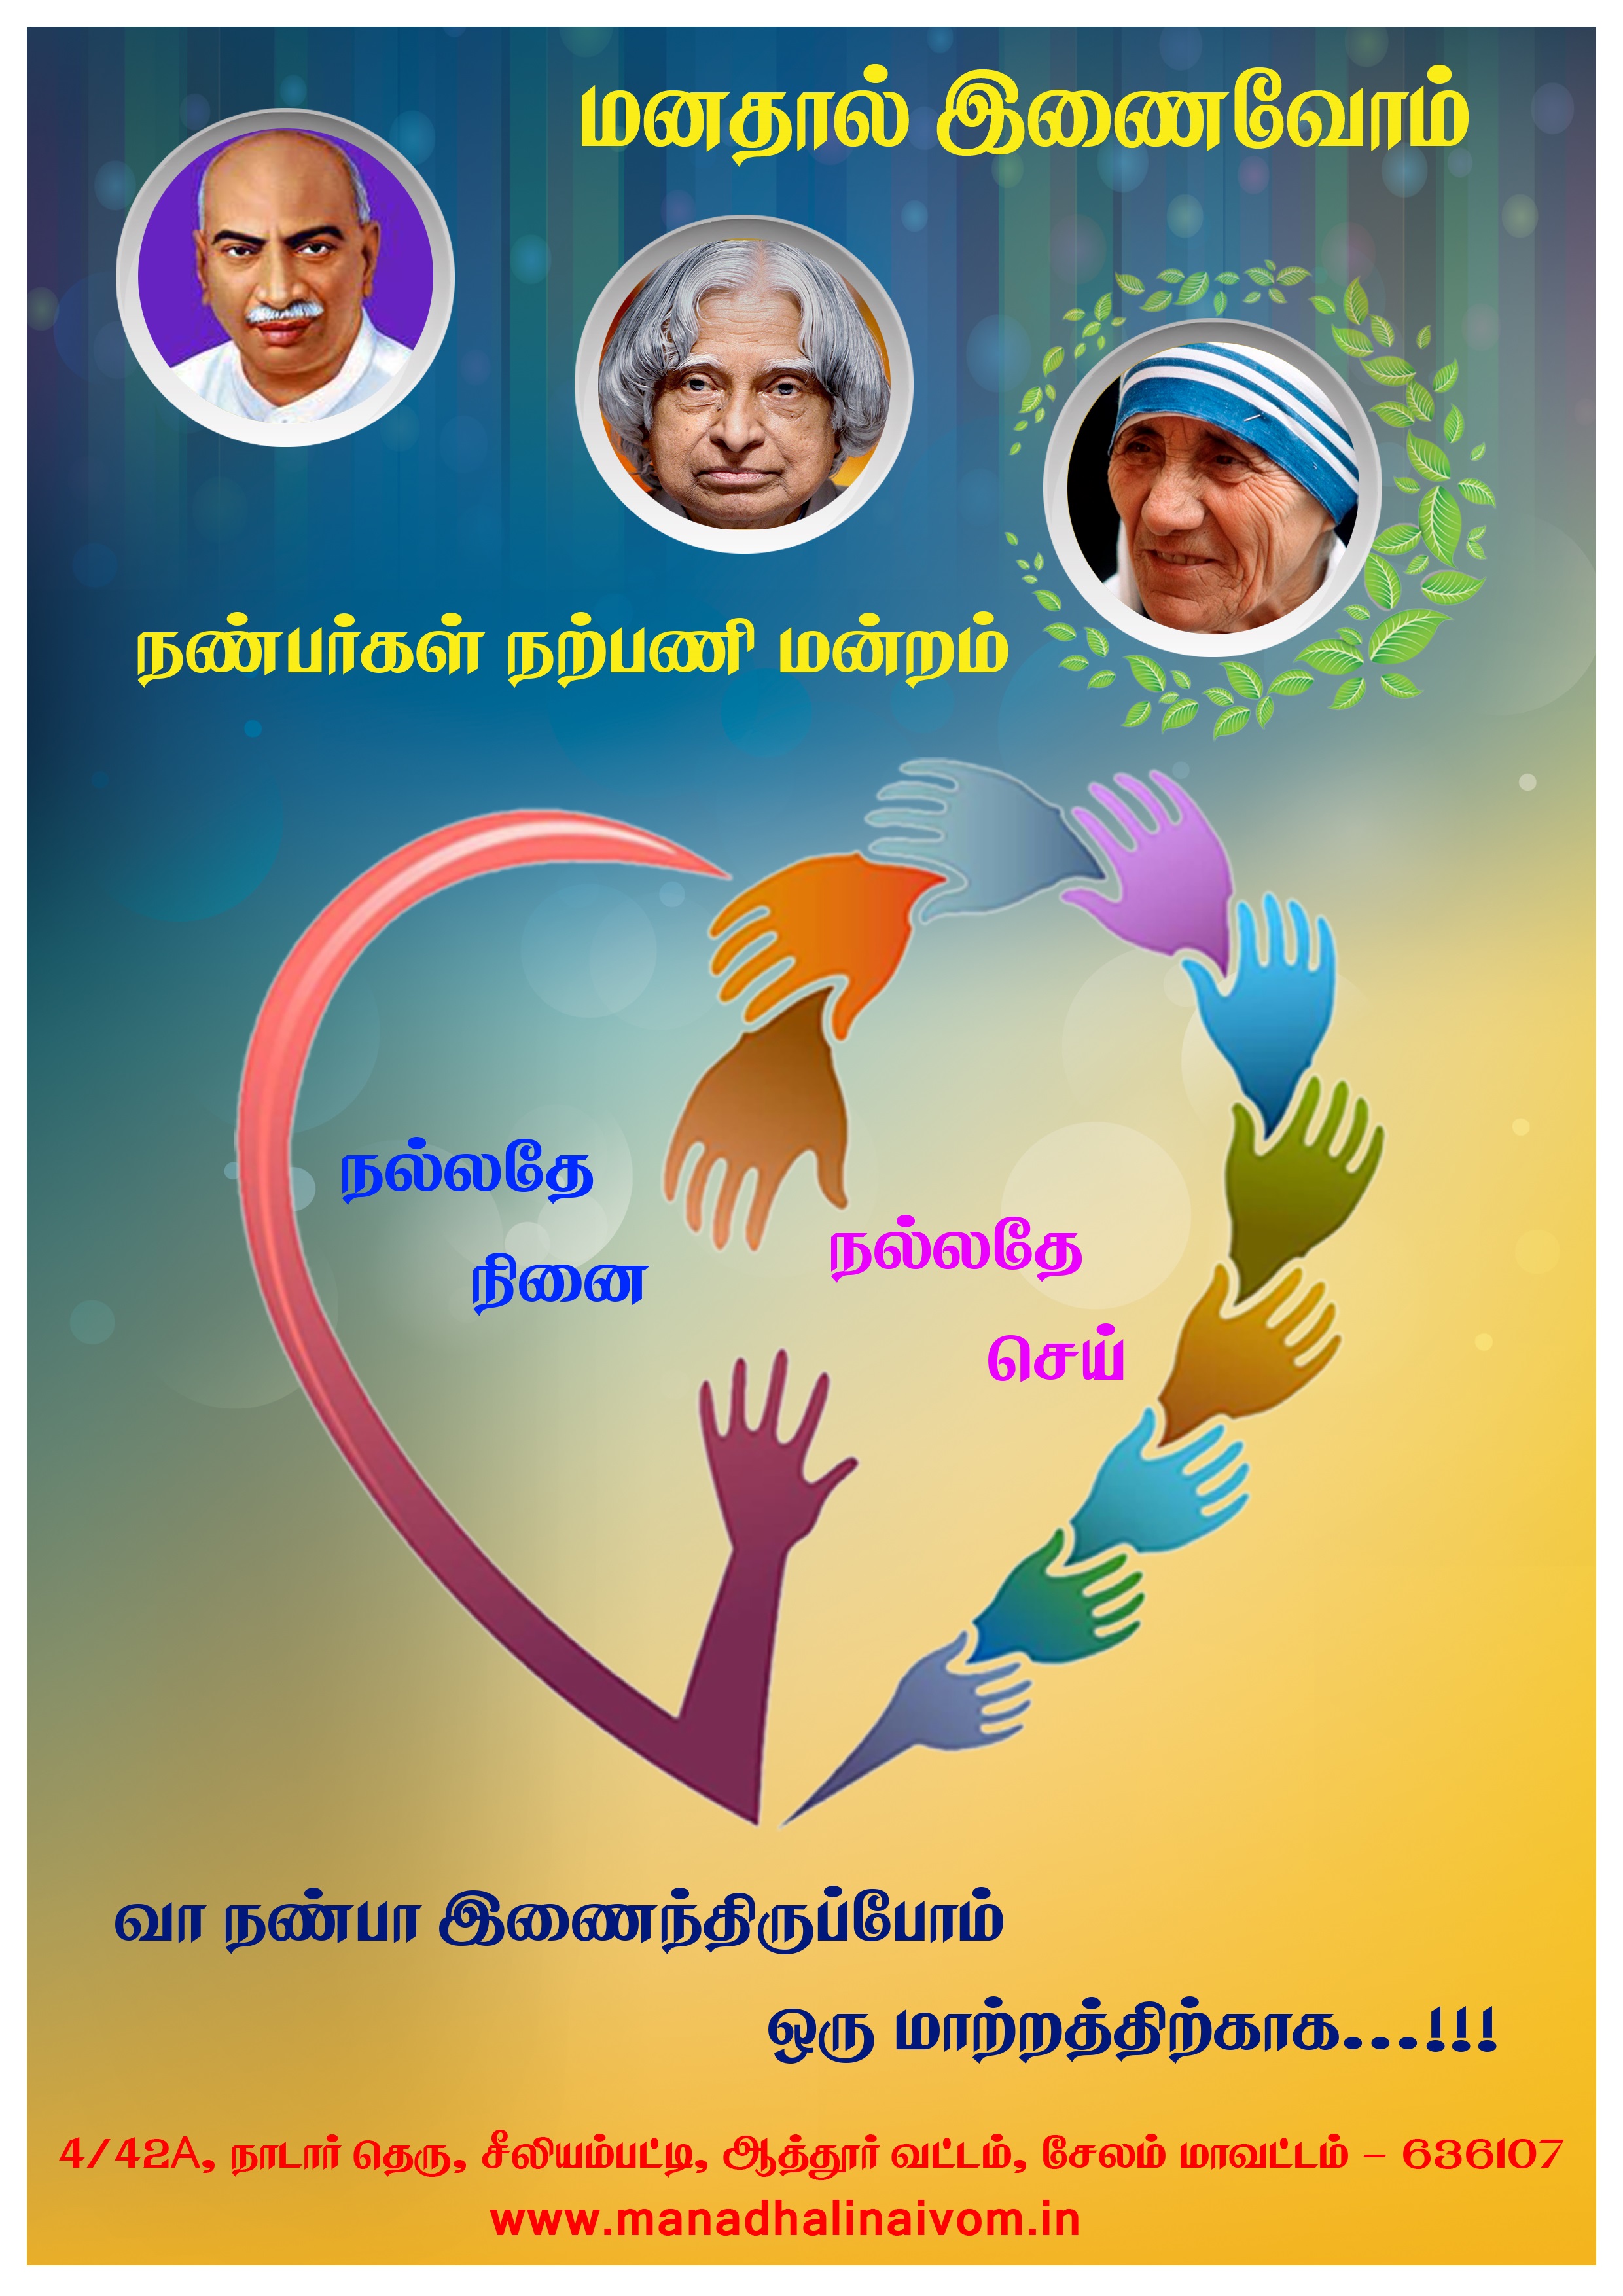 மனதால் இணைவோம்
நண்பர்கள் நற்பணி மன்றம்
நல்லதே
நினை
நல்லதே
செய்
வா நண்பா இணைந்திருப்போம்
ஒரு மாற்றத்திற்காக...!!!
4/42A, நாடார் தெரு, சீலியம்பட்டி, ஆத்தூர் வட்டம், சேலம் மாவட்டம் – 636107
www.manadhalinaivom.in